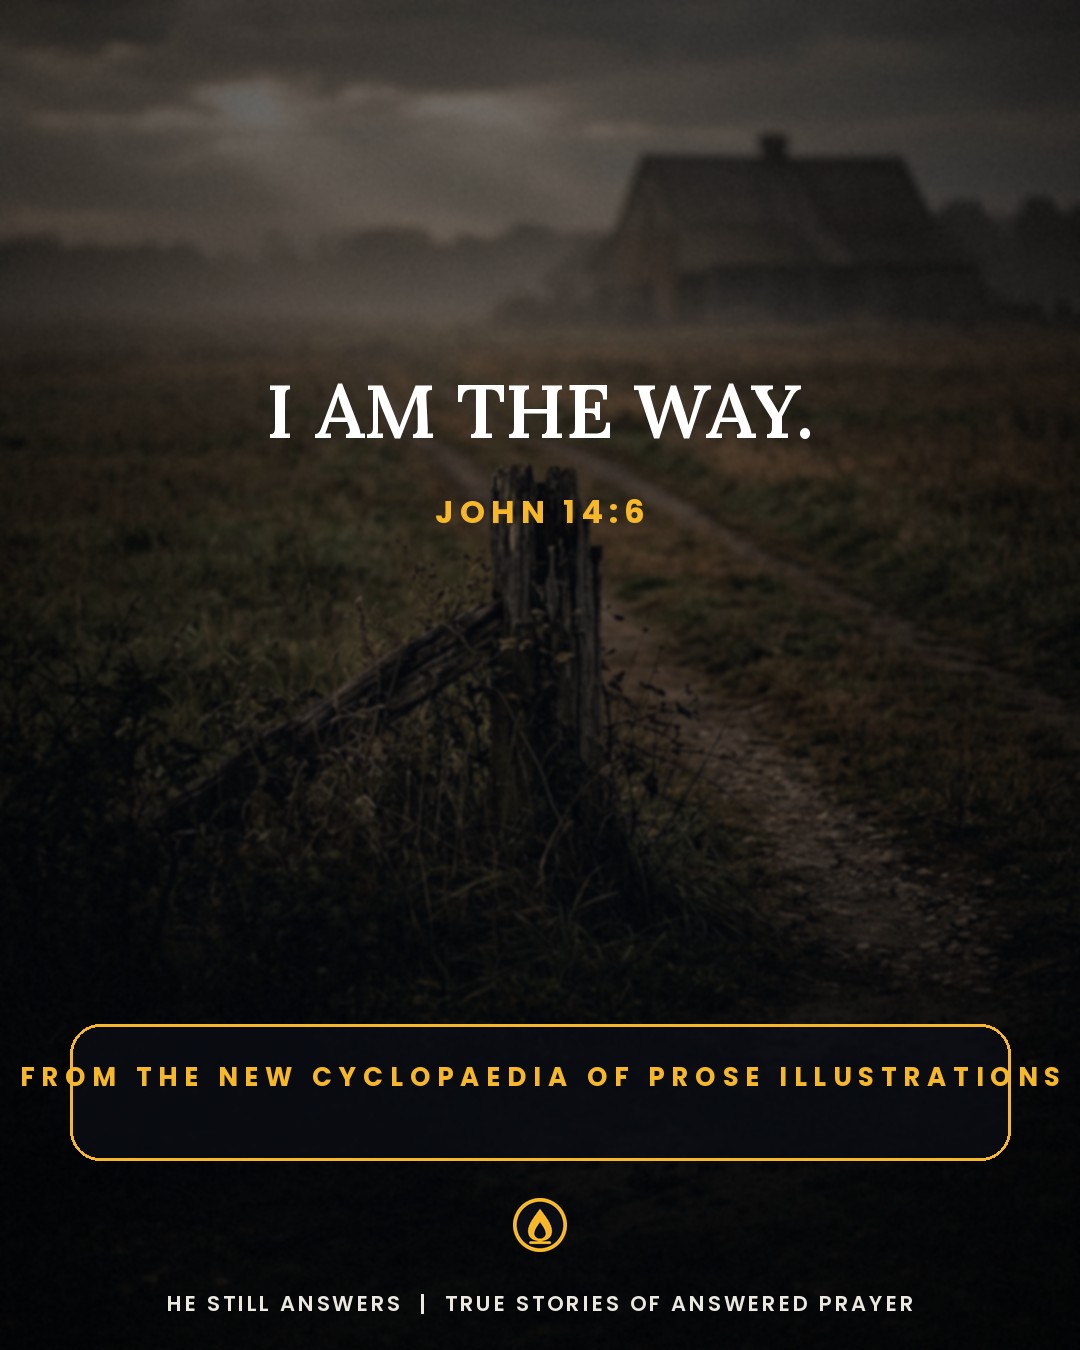 I AM THE WAY.
JOHN 14:6
FROM THE NEW CYCLOPAEDIA OF PROSE ILLUSTRATIONS
HE STILL ANSWERS | TRUE STORIES OF ANSWERED PRAYER